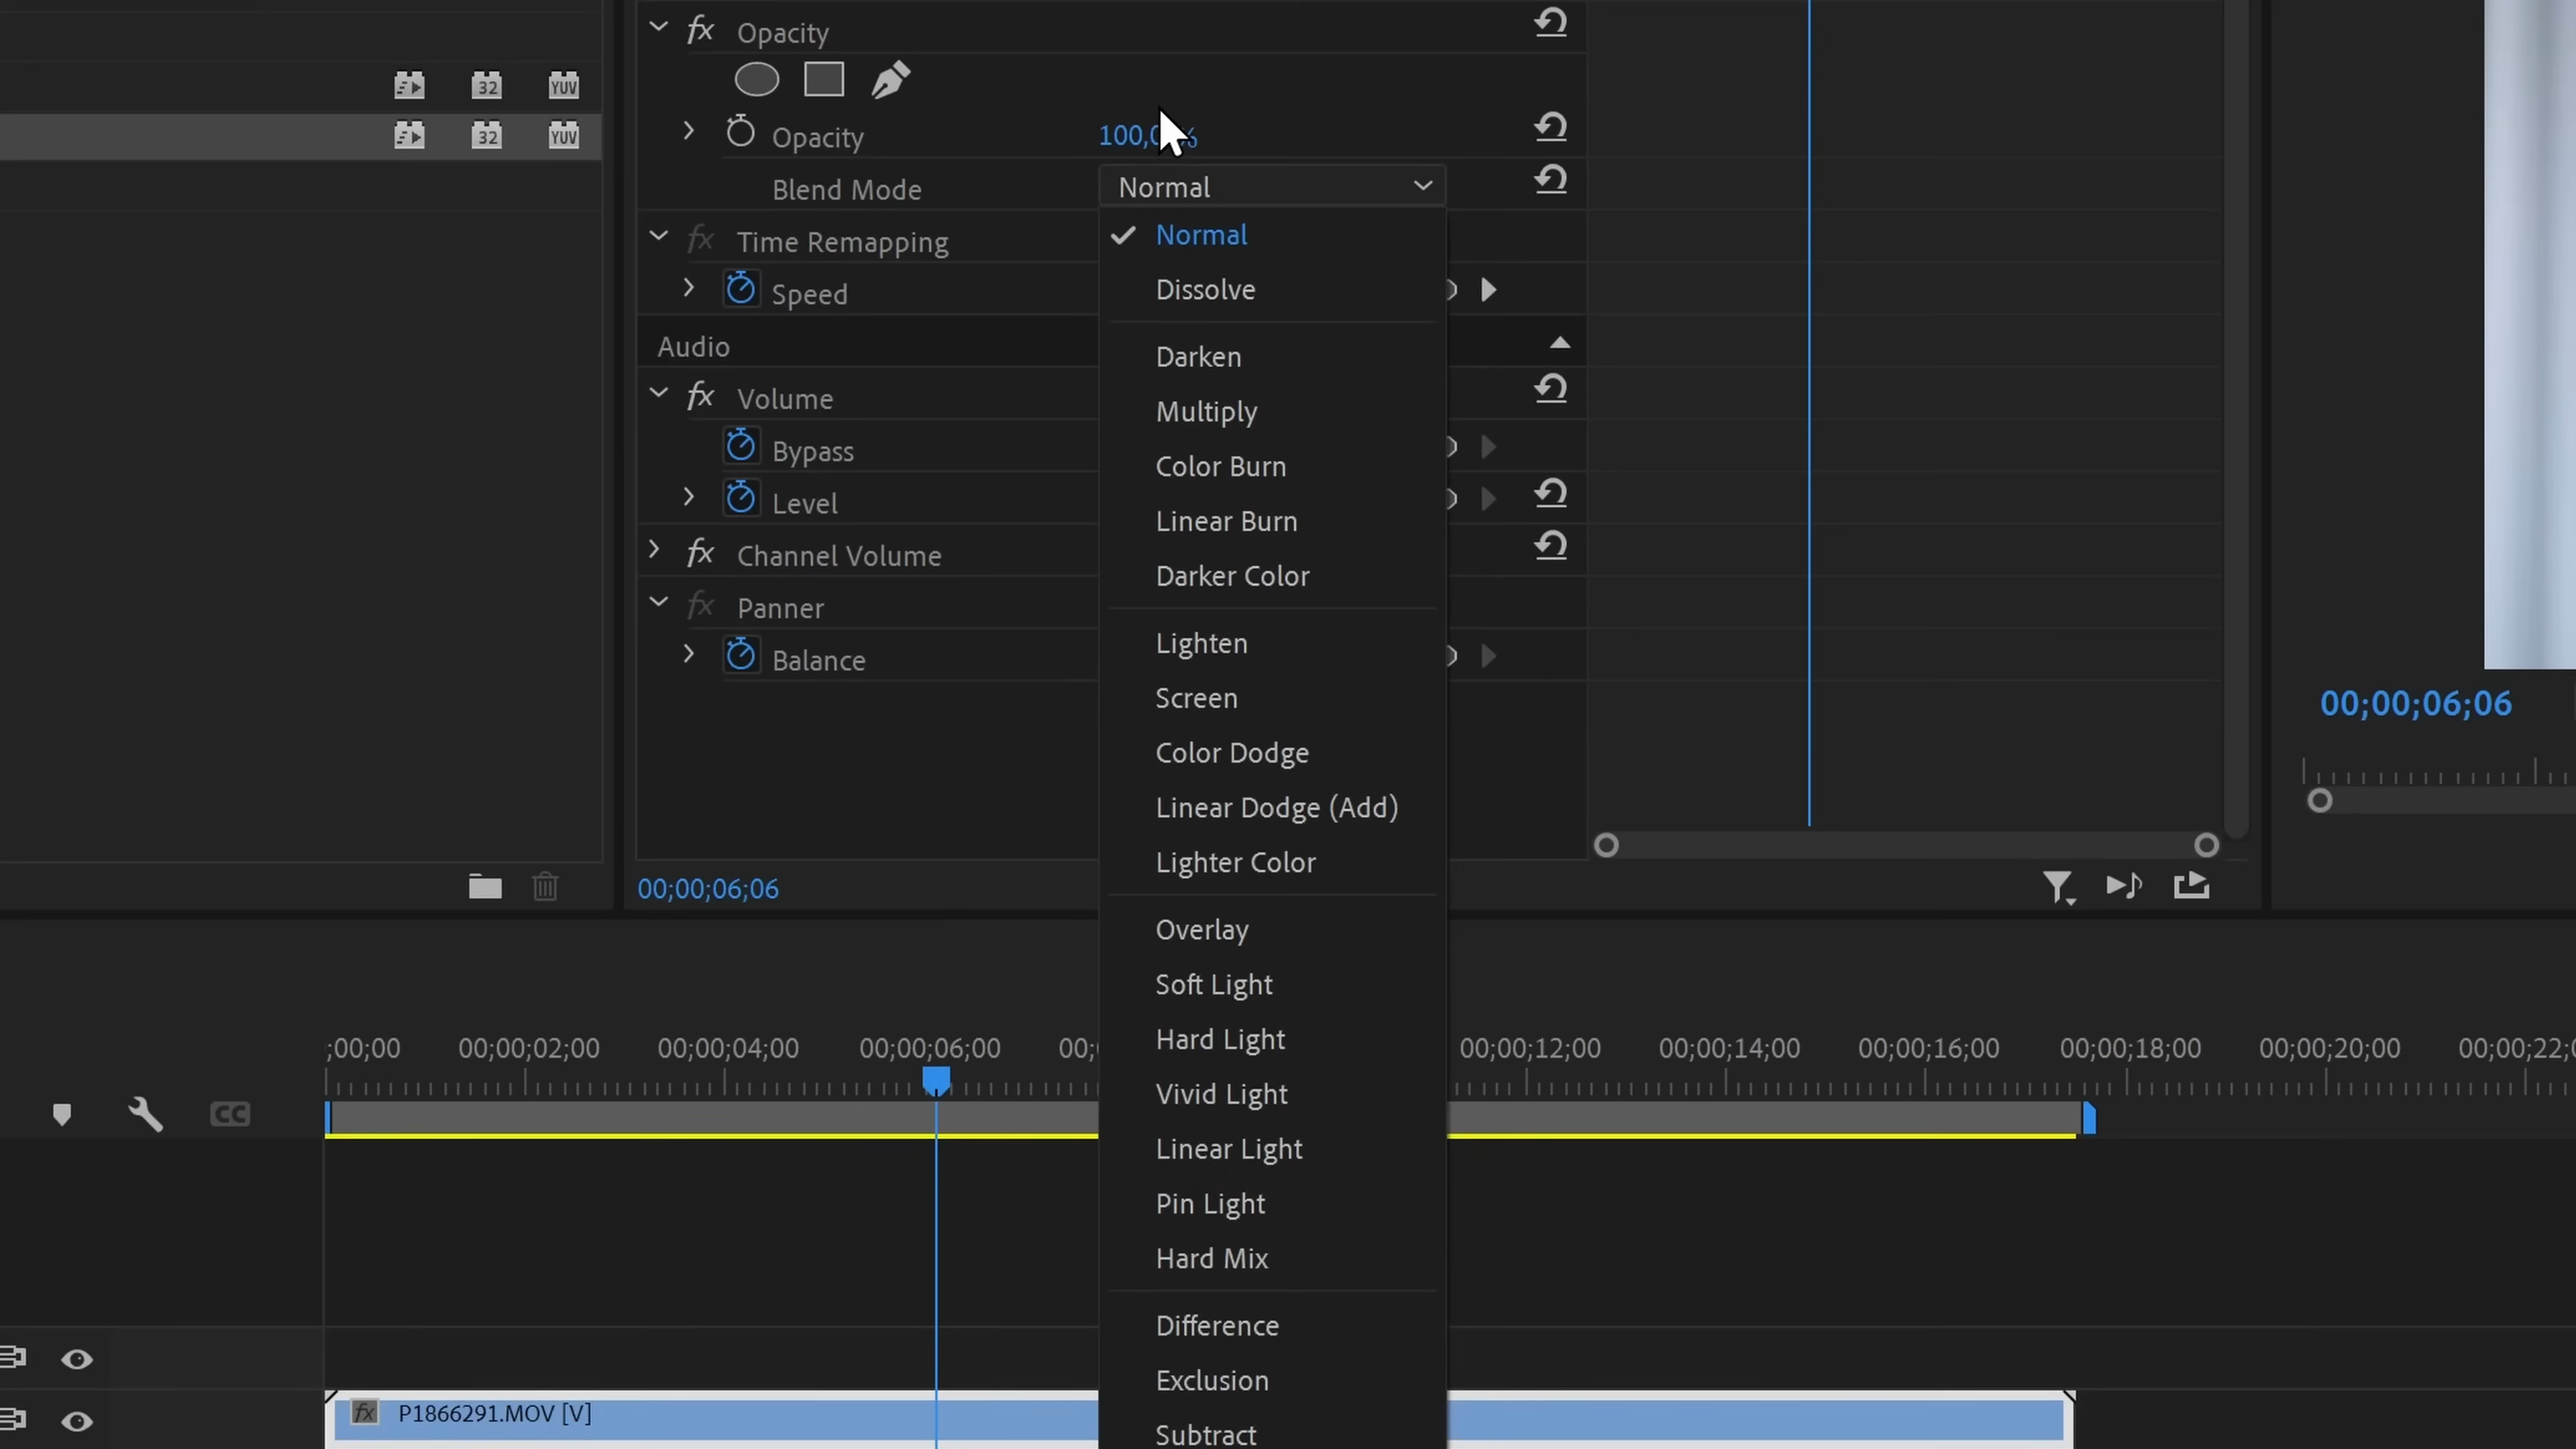 Opacity
32 YUV
Opacity
32 YUV
Blend Mode Normal
Normal
Time Remapping
Dissolve
Speed
Audio
Darken
Volume
Multiply
Bypass
Color Burn
Level
Linear Burn
Channel Volume
Darker Color
Panner
Lighten
Balance
Screen
00;00;06;06
Color Dodge
Linear Dodge (Add)
Lighter Color
00;00;06;06
Overlay
Soft Light
Hard Light
;00;00 00;00;02;00 00;00;04;00 00;00;06;00 00;00;12;00 00;00;14;00 00;00;16;00 00;00;18;00 00;00;20;00 00;00;22;
Vivid Light
CC
Linear Light
Pin Light
Hard Mix
Difference
Exclusion
fx P1866291.MOV [V]
Subtract